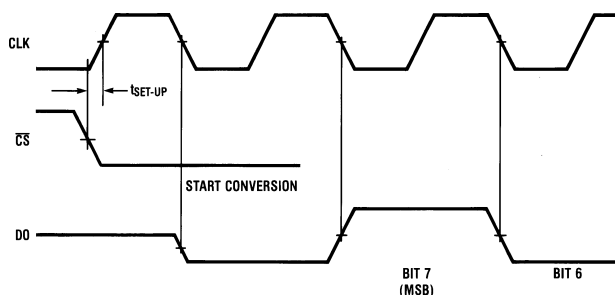 CLK
tSET-UP
CS
START CONVERSION
DO
BIT 7
(MSB)
BIT 6